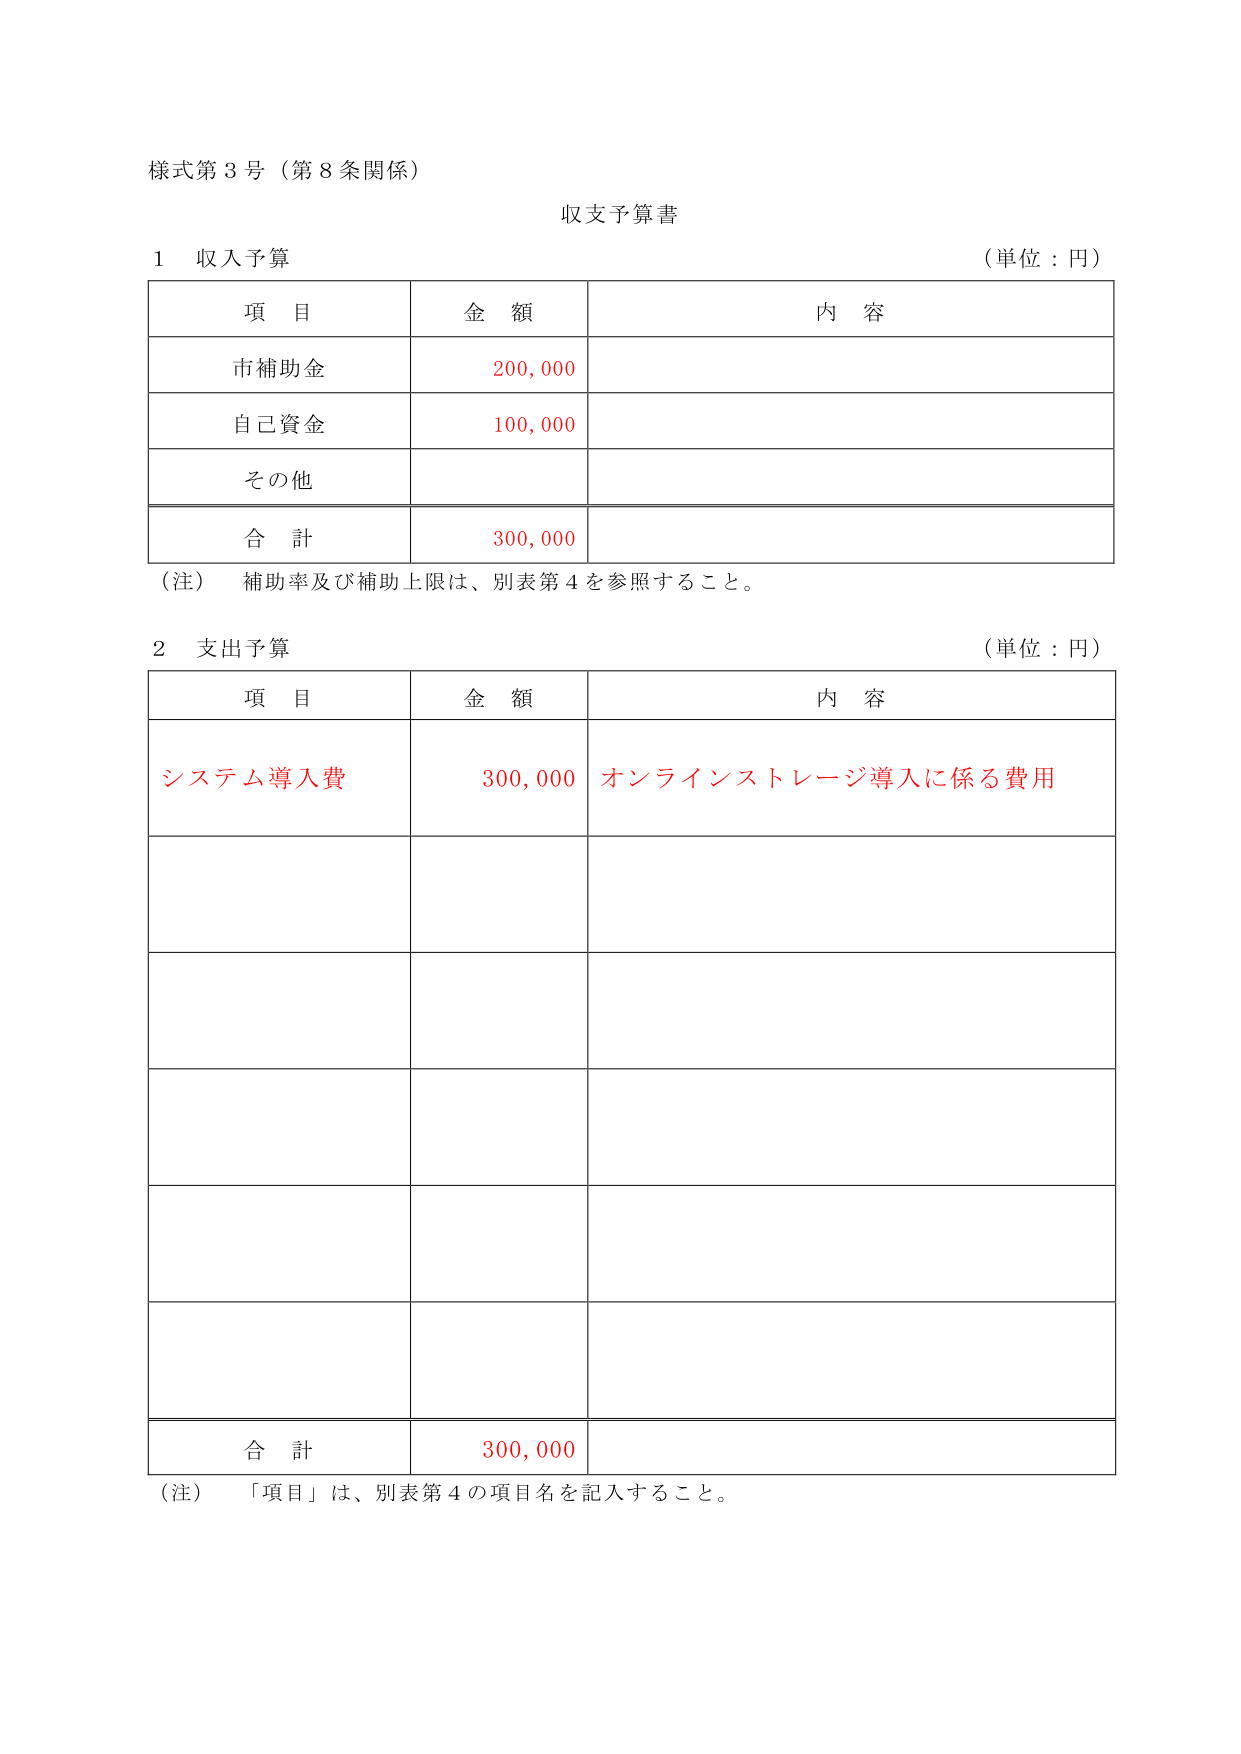 様式第３号（第８条関係）
収支予算書
１　収入予算　（単位：円）
項　目　金　額　内　容
市補助金　200,000
自己資金　100,000
その他
合　計　300,000
（注）　補助率及び補助上限は、別表第４を参照すること。
２　支出予算　（単位：円）
項　目　金　額　内　容
システム導入費　300,000　オンラインストレージ導入に係る費用
合　計　300,000
（注）　「項目」は、別表第４の項目名を記入すること。